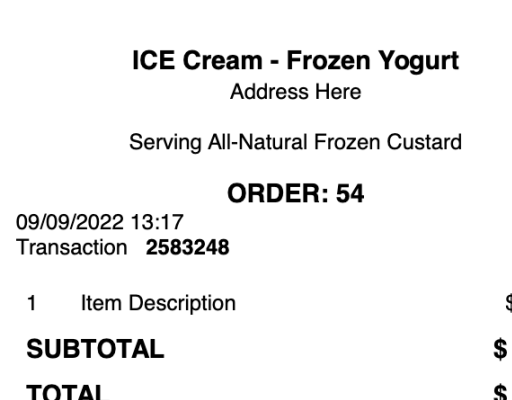 ICE Cream - Frozen Yogurt
Address Here
Serving All-Natural Frozen Custard
ORDER: 54
09/09/2022 13:17
Transaction 2583248
1 Item Description $
SUBTOTAL $
TOTAL $